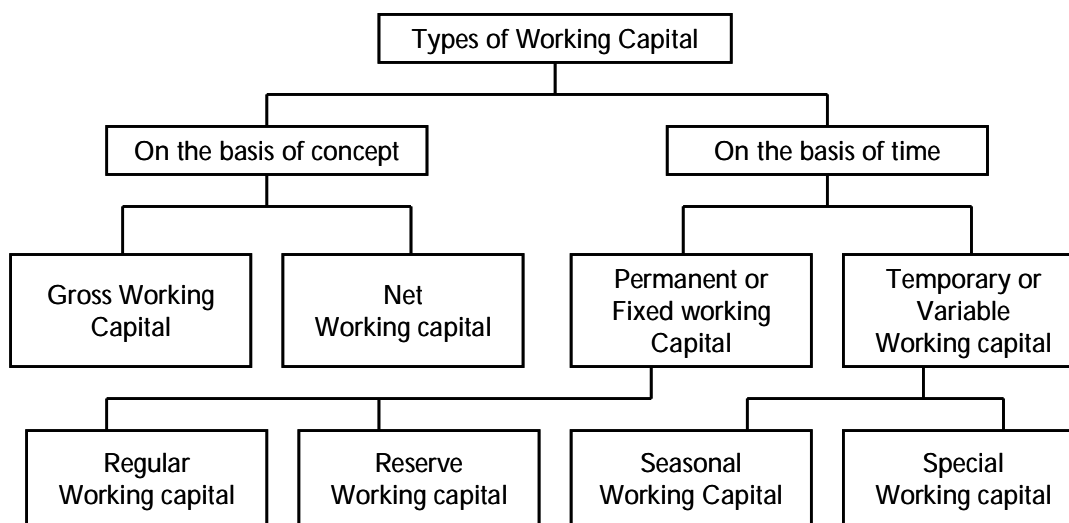 Types of Working Capital
On the basis of concept
On the basis of time
Gross Working
Capital
Net
Working capital
Permanent or
Fixed working
Capital
Temporary or
Variable
Working capital
Regular
Working capital
Reserve
Working capital
Seasonal
Working Capital
Special
Working capital